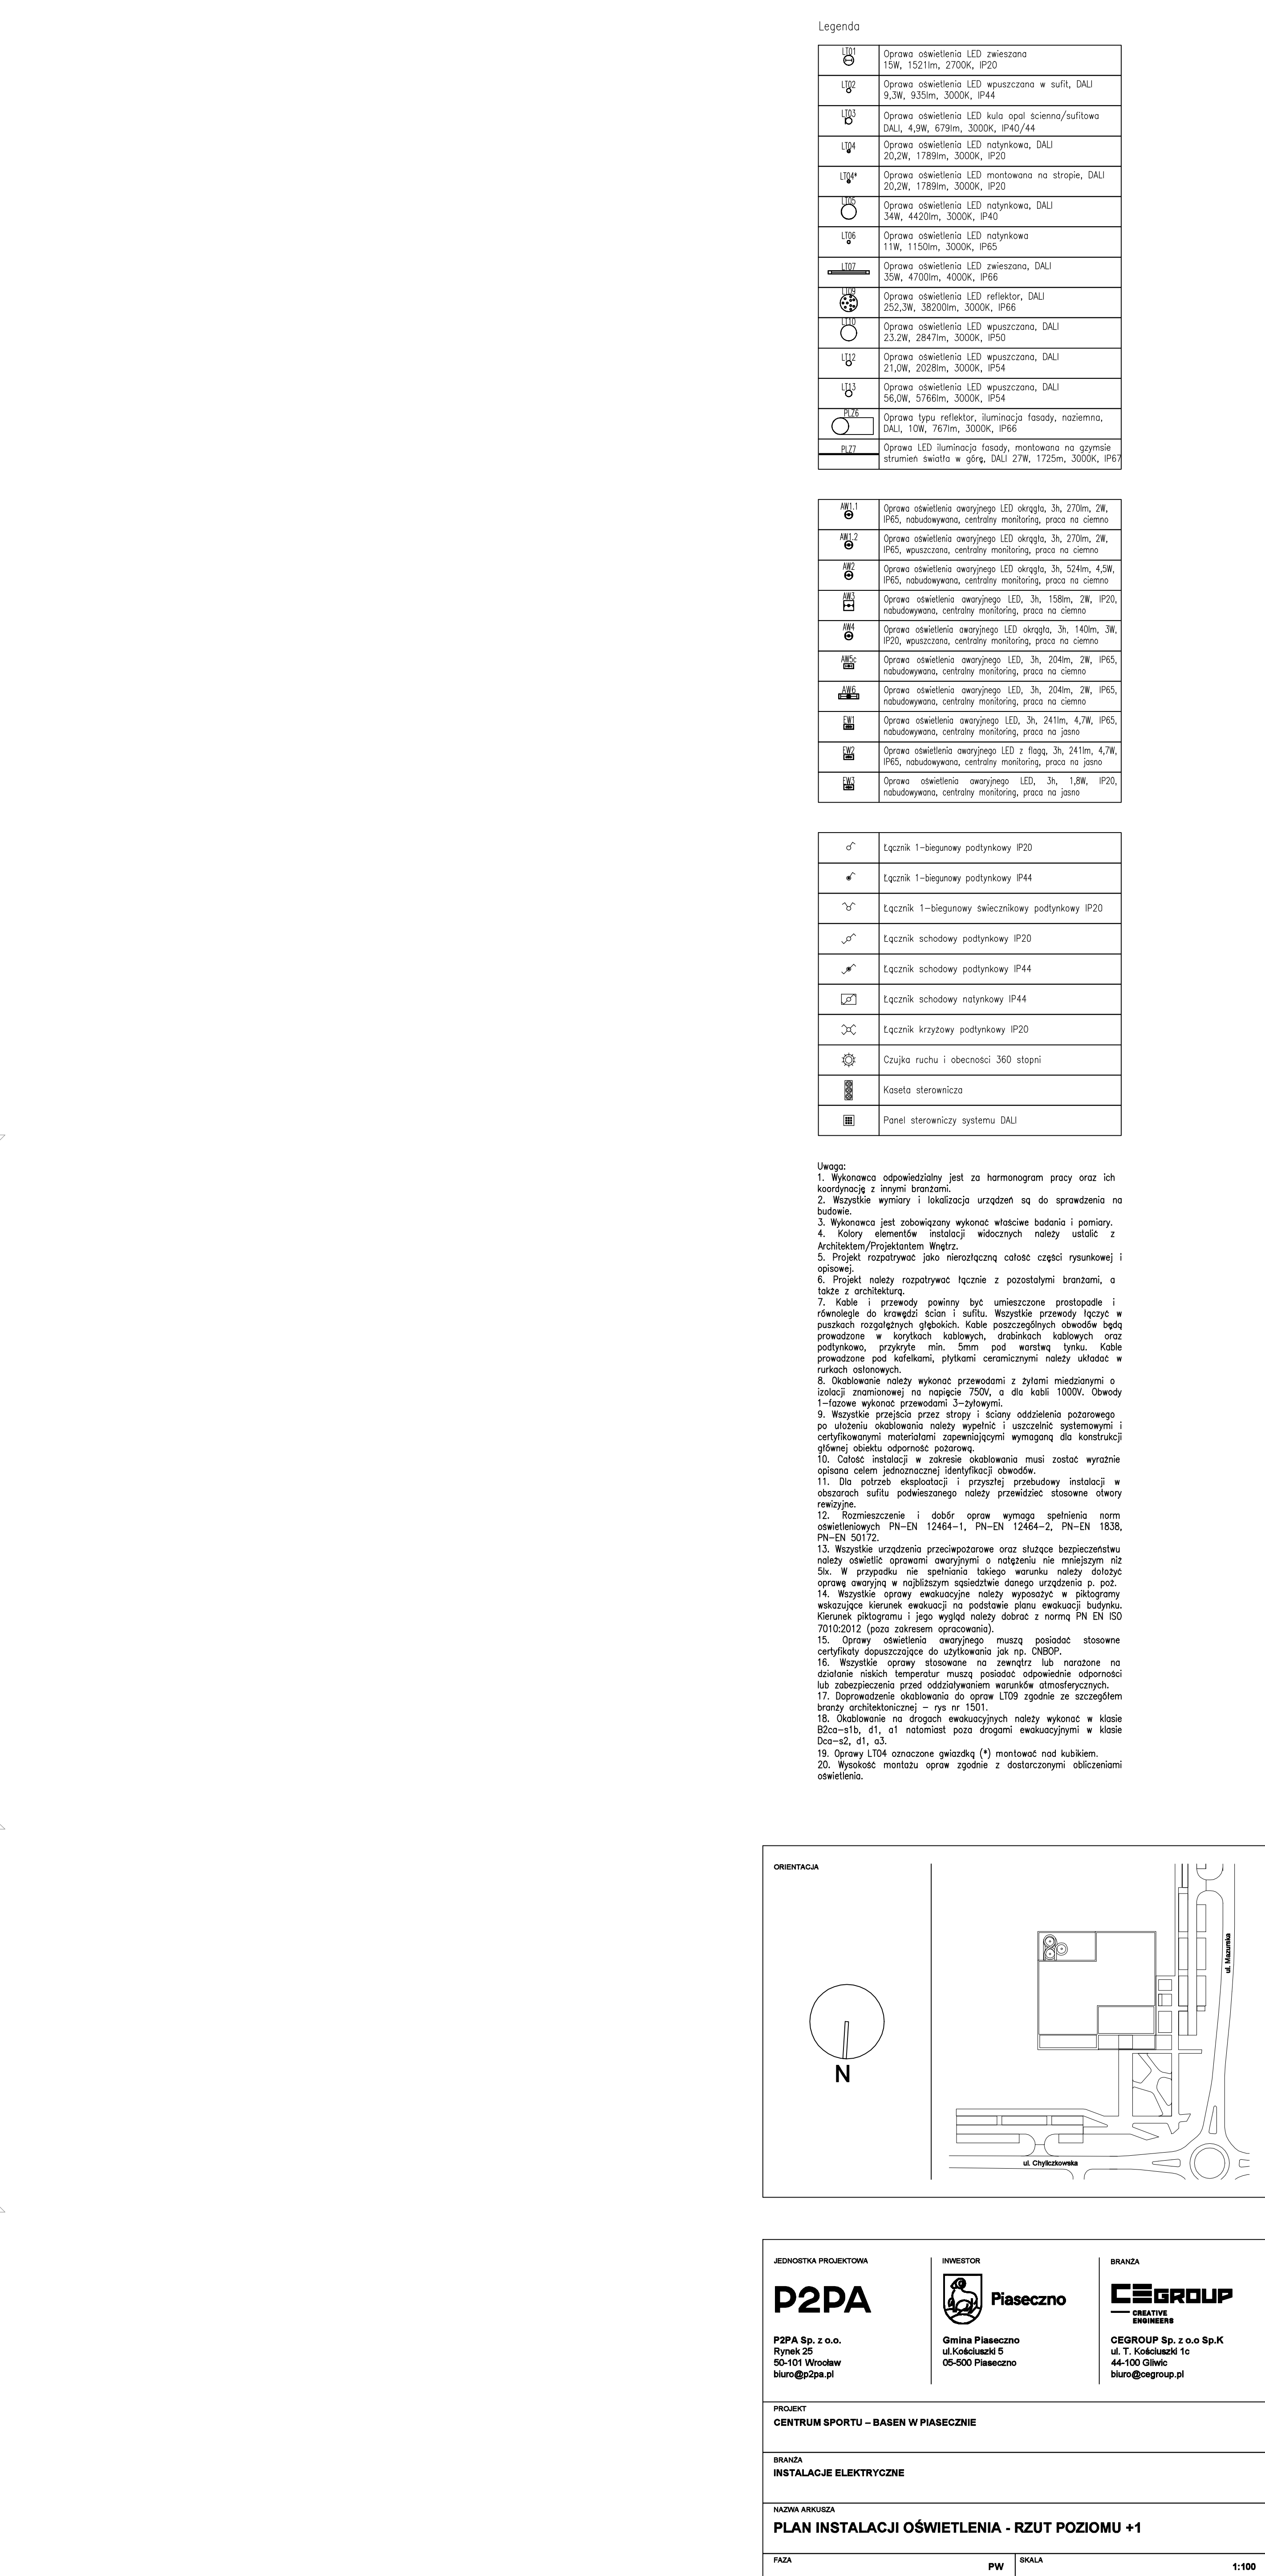 Legenda
LT01
Oprawa oświetlenia LED zwieszana
15W, 1521lm, 2700K, IP20
LT02
Oprawa oświetlenia LED wpuszczana w sufit, DALI
9,3W, 935lm, 3000K, IP44
LT03
Oprawa oświetlenia LED kula opal ścienna/sufitowa
DALI, 4,9W, 679lm, 3000K, IP40/44
LT04
Oprawa oświetlenia LED natynkowa, DALI
20,2W, 1789lm, 3000K, IP20
LT04*
Oprawa oświetlenia LED montowana na stropie, DALI
20,2W, 1789lm, 3000K, IP20
LT05
Oprawa oświetlenia LED natynkowa, DALI
34W, 4420lm, 3000K, IP40
LT06
Oprawa oświetlenia LED natynkowa
11W, 1150lm, 3000K, IP65
LT07
Oprawa oświetlenia LED zwieszana, DALI
35W, 4700lm, 4000K, IP66
LT09
Oprawa oświetlenia LED reflektor, DALI
252,3W, 38200lm, 3000K, IP66
LT10
Oprawa oświetlenia LED wpuszczana, DALI
23.2W, 2847lm, 3000K, IP50
LT12
Oprawa oświetlenia LED wpuszczana, DALI
21,0W, 2028lm, 3000K, IP54
LT13
Oprawa oświetlenia LED wpuszczana, DALI
56,0W, 5766lm, 3000K, IP54
PLZ6
Oprawa typu reflektor, iluminacja fasady, naziemna,
DALI, 10W, 767lm, 3000K, IP66
PLZ7
Oprawa LED iluminacja fasady, montowana na gzymsie
strumień światła w górę, DALI 27W, 1725m, 3000K, IP67
AW1.1
Oprawa oświetlenia awaryjnego LED okrągła, 3h, 270lm, 2W,
IP65, nabudowywana, centralny monitoring, praca na ciemno
AW1.2
Oprawa oświetlenia awaryjnego LED okrągła, 3h, 270lm, 2W,
IP65, wpuszczana, centralny monitoring, praca na ciemno
AW2
Oprawa oświetlenia awaryjnego LED okrągła, 3h, 524lm, 4,5W,
IP65, nabudowywana, centralny monitoring, praca na ciemno
AW3
Oprawa oświetlenia awaryjnego LED, 3h, 158lm, 2W, IP20,
nabudowywana, centralny monitoring, praca na ciemno
AW4
Oprawa oświetlenia awaryjnego LED okrągła, 3h, 140lm, 3W,
IP20, wpuszczana, centralny monitoring, praca na ciemno
AW5c
Oprawa oświetlenia awaryjnego LED, 3h, 204lm, 2W, IP65,
nabudowywana, centralny monitoring, praca na ciemno
AW6
Oprawa oświetlenia awaryjnego LED, 3h, 204lm, 2W, IP65,
nabudowywana, centralny monitoring, praca na ciemno
EW1
Oprawa oświetlenia awaryjnego LED, 3h, 241lm, 4,7W, IP65,
nabudowywana, centralny monitoring, praca na jasno
EW2
Oprawa oświetlenia awaryjnego LED z flagą, 3h, 241lm, 4,7W,
IP65, nabudowywana, centralny monitoring, praca na jasno
EW3
Oprawa oświetlenia awaryjnego LED, 3h, 1,8W, IP20,
nabudowywana, centralny monitoring, praca na jasno
Łącznik 1-biegunowy podtynkowy IP20
Łącznik 1-biegunowy podtynkowy IP44
Łącznik 1-biegunowy świecznikowy podtynkowy IP20
Łącznik schodowy podtynkowy IP20
Łącznik schodowy podtynkowy IP44
Łącznik schodowy natynkowy IP44
Łącznik krzyżowy podtynkowy IP20
Czujka ruchu i obecności 360 stopni
Kaseta sterownicza
Panel sterowniczy systemu DALI
Uwaga:
1. Wykonawca odpowiedzialny jest za harmonogram pracy oraz ich
koordynację z innymi branżami.
2. Wszystkie wymiary i lokalizacja urządzeń są do sprawdzenia na
budowie.
3. Wykonawca jest zobowiązany wykonać właściwe badania i pomiary.
4. Kolory elementów instalacji widocznych należy ustalić z
Architektem/Projektantem Wnętrz.
5. Projekt rozpatrywać jako nierozłączną całość części rysunkowej i
opisowej.
6. Projekt należy rozpatrywać łącznie z pozostałymi branżami, a
także z architekturą.
7. Kable i przewody powinny być umieszczone prostopadle i
równolegle do krawędzi ścian i sufitu. Wszystkie przewody łączyć w
puszkach rozgałęźnych głębokich. Kable poszczególnych obwodów będą
prowadzone w korytkach kablowych, drabinkach kablowych oraz
podtynkowo, przykryte min. 5mm pod warstwą tynku. Kable
prowadzone pod kafelkami, płytkami ceramicznymi należy układać w
rurkach osłonowych.
8. Okablowanie należy wykonać przewodami z żyłami miedzianymi o
izolacji znamionowej na napięcie 750V, a dla kabli 1000V. Obwody
1-fazowe wykonać przewodami 3-żyłowymi.
9. Wszystkie przejścia przez stropy i ściany oddzielenia pożarowego
po ułożeniu okablowania należy wypełnić i uszczelnić systemowymi i
certyfikowanymi materiałami zapewniającymi wymaganą dla konstrukcji
głównej obiektu odporność pożarową.
10. Całość instalacji w zakresie okablowania musi zostać wyraźnie
opisana celem jednoznacznej identyfikacji obwodów.
11. Dla potrzeb eksploatacji i przyszłej przebudowy instalacji w
obszarach sufitu podwieszanego należy przewidzieć stosowne otwory
rewizyjne.
12. Rozmieszczenie i dobór opraw wymaga spełnienia norm
oświetleniowych PN-EN 12464-1, PN-EN 12464-2, PN-EN 1838,
PN-EN 50172.
13. Wszystkie urządzenia przeciwpożarowe oraz służące bezpieczeństwu
należy oświetlić oprawami awaryjnymi o natężeniu nie mniejszym niż
5lx. W przypadku nie spełniania takiego warunku należy dołożyć
oprawę awaryjną w najbliższym sąsiedztwie danego urządzenia p. poż.
14. Wszystkie oprawy ewakuacyjne należy wyposażyć w piktogramy
wskazujące kierunek ewakuacji na podstawie planu ewakuacji budynku.
Kierunek piktogramu i jego wygląd należy dobrać z normą PN EN ISO
7010:2012 (poza zakresem opracowania).
15. Oprawy oświetlenia awaryjnego muszą posiadać stosowne
certyfikaty dopuszczające do użytkowania jak np. CNBOP.
16. Wszystkie oprawy stosowane na zewnątrz lub narażone na
działanie niskich temperatur muszą posiadać odpowiednie odporności
lub zabezpieczenia przed oddziaływaniem warunków atmosferycznych.
17. Doprowadzenie okablowania do opraw LT09 zgodnie ze szczegółem
branży architektonicznej - rys nr 1501.
18. Okablowanie na drogach ewakuacyjnych należy wykonać w klasie
B2ca-s1b, d1, a1 natomiast poza drogami ewakuacyjnymi w klasie
Dca-s2, d1, a3.
19. Oprawy LT04 oznaczone gwiazdką (*) montować nad kubikiem.
20. Wysokość montażu opraw zgodnie z dostarczonymi obliczeniami
oświetlenia.
ORIENTACJA
N
ul. Mazurska
ul. Chyliczkowska
JEDNOSTKA PROJEKTOWA
P2PA
P2PA Sp. z o.o.
Rynek 25
50-101 Wrocław
biuro@p2pa.pl
INWESTOR
Piaseczno
Gmina Piaseczno
ul.Kościuszki 5
05-500 Piaseczno
BRANŻA
CEGROUP
CREATIVE
ENGINEERS
CEGROUP Sp. z o.o Sp.K
ul. T. Kościuszki 1c
44-100 Gliwic
biuro@cegroup.pl
PROJEKT
CENTRUM SPORTU – BASEN W PIASECZNIE
BRANŻA
INSTALACJE ELEKTRYCZNE
NAZWA ARKUSZA
PLAN INSTALACJI OŚWIETLENIA - RZUT POZIOMU +1
FAZA
PW
SKALA
1:100